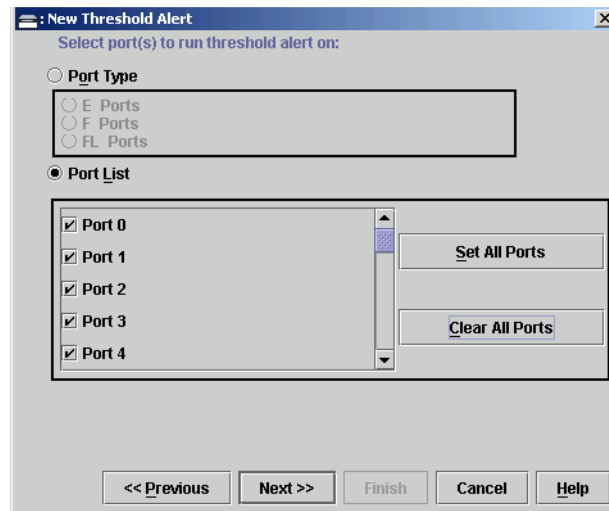 : New Threshold Alert
Select port(s) to run threshold alert on:
Port Type
E Ports
F Ports
FL Ports
Port List
Port 0
Port 1
Port 2
Port 3
Port 4
Set All Ports
Clear All Ports
<< Previous
Next >>
Finish
Cancel
Help